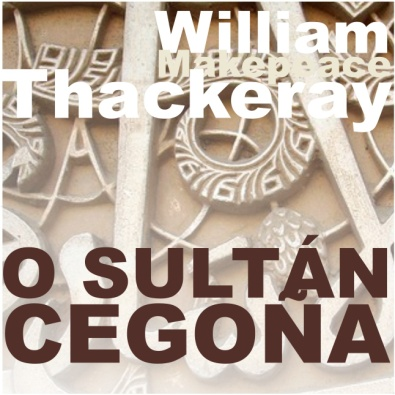 William
Makepeace
Thackeray
O SULTÁN
CEGOÑA